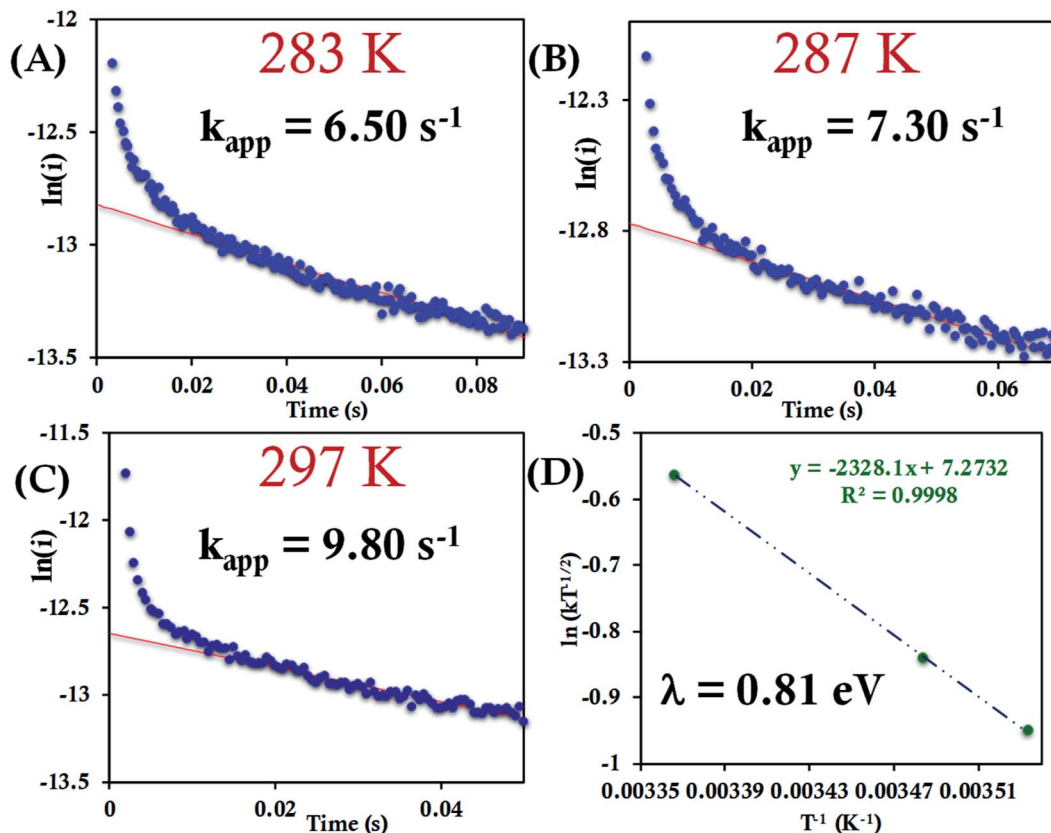 (A)
283 K
k_app = 6.50 s⁻¹
ln(i)
-12
-12.5
-13
-13.5
0 0.02 0.04 0.06 0.08
Time (s)
(B)
287 K
k_app = 7.30 s⁻¹
ln(i)
-12.3
-12.8
-13.3
0 0.02 0.04 0.06
Time (s)
(C)
297 K
k_app = 9.80 s⁻¹
ln(i)
-11.5
-12
-12.5
-13
-13.5
0 0.02 0.04
Time (s)
(D)
y = -2328.1x + 7.2732
R² = 0.9998
λ = 0.81 eV
ln (kT⁻¹/²)
-0.5
-0.6
-0.7
-0.8
-0.9
-1
0.00335 0.00339 0.00343 0.00347 0.00351
T⁻¹ (K⁻¹)